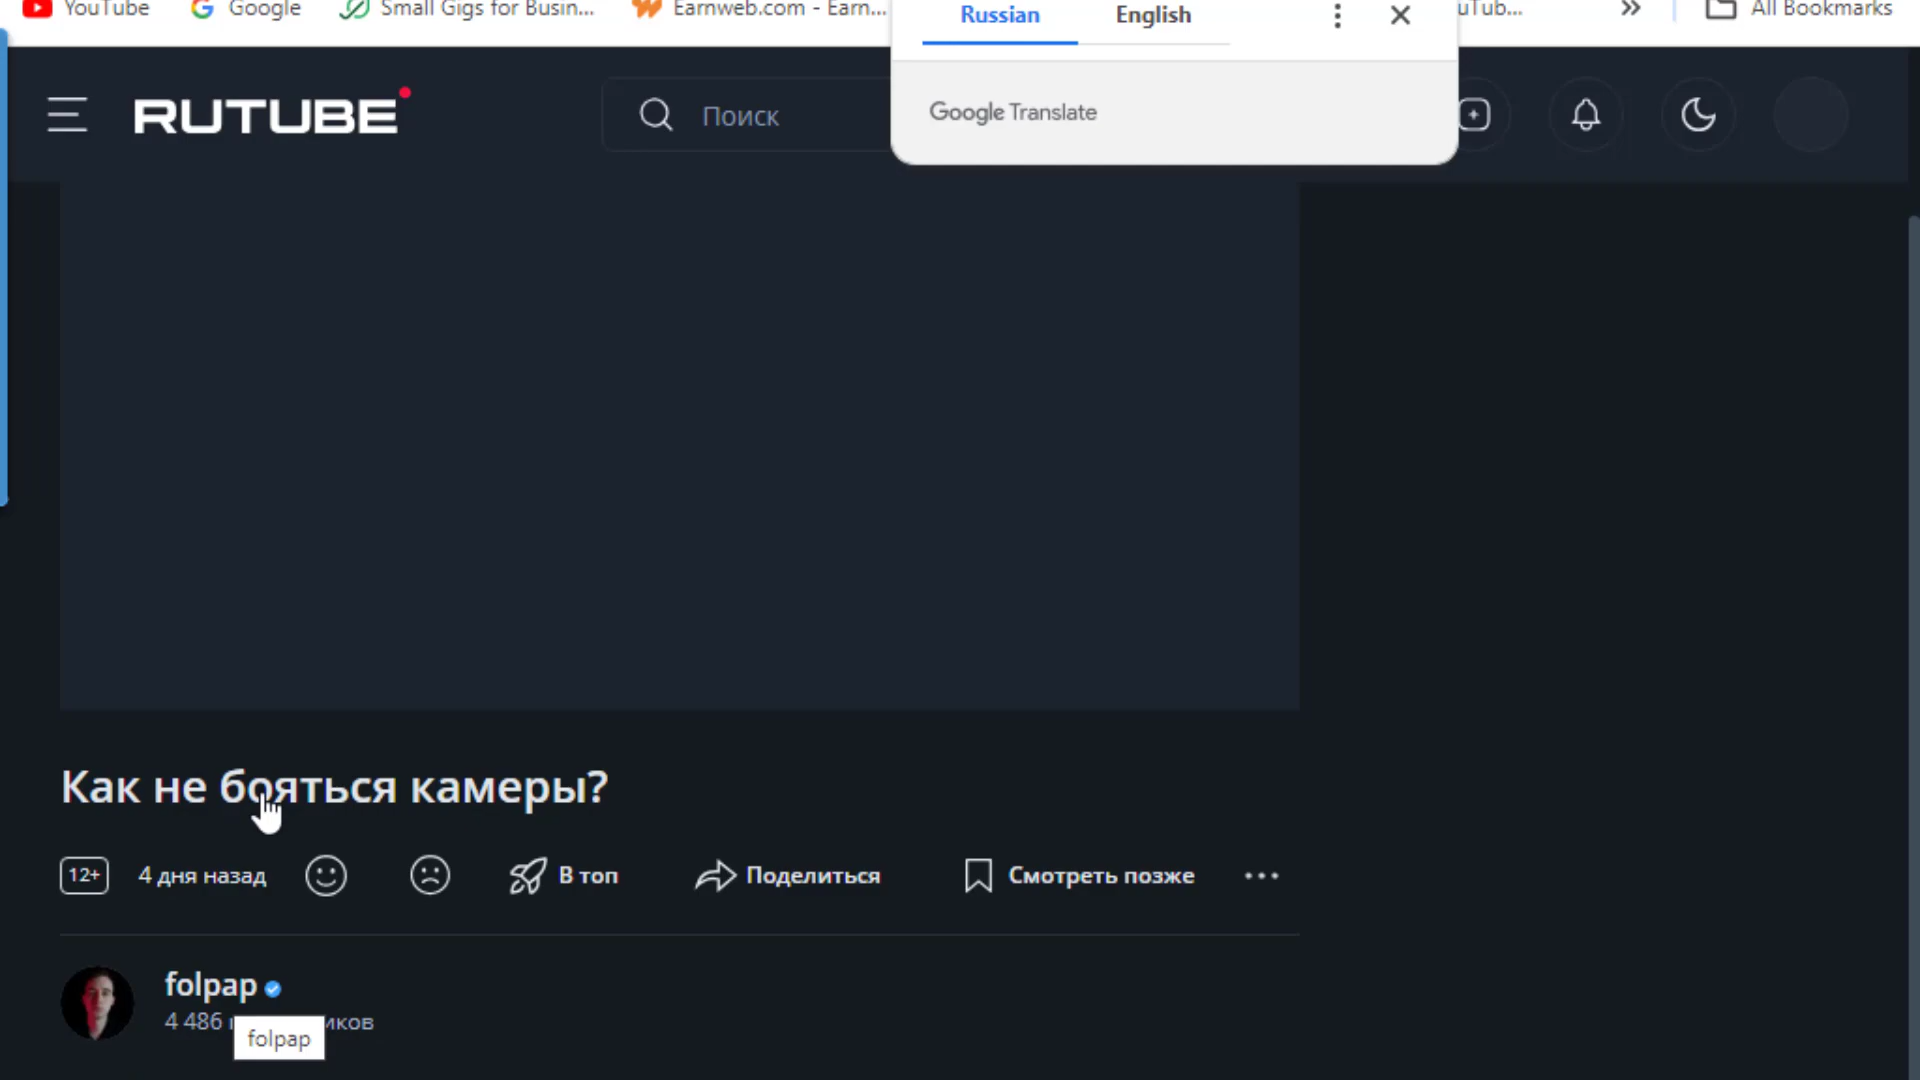 YouTube Google Small Gigs for Busin... Earnweb.com - Earn... uTub... All Bookmarks
Russian English
Google Translate
RUTUBE Поиск
Как не бояться камеры?
12+ 4 дня назад В топ Поделиться Смотреть позже
folpap
4 486
folpap